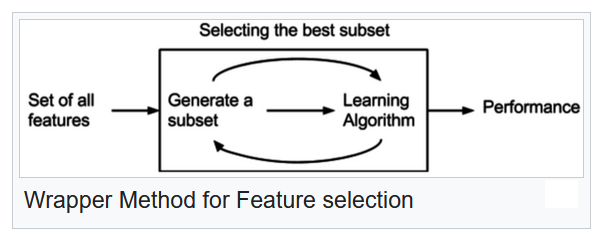 Selecting the best subset
Set of all
features
Generate a
subset
Learning
Algorithm
Performance
Wrapper Method for Feature selection